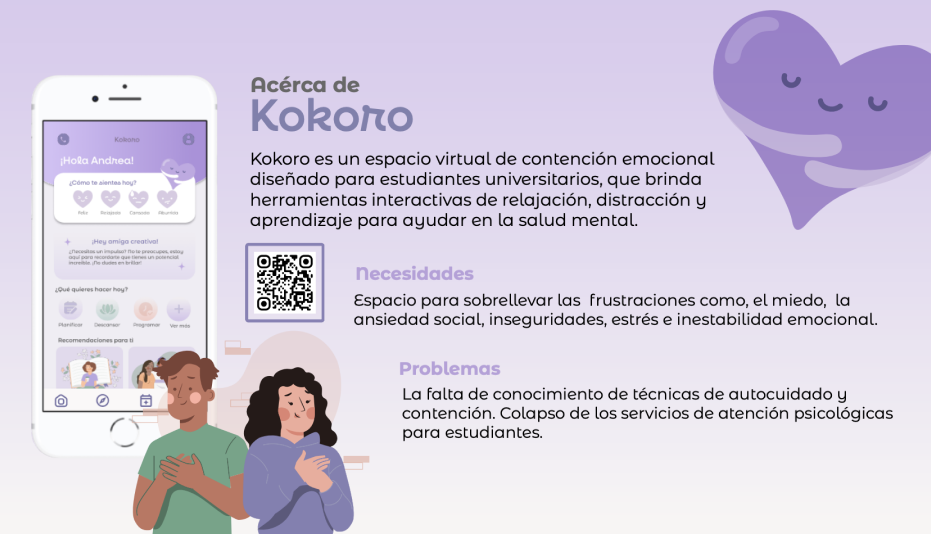 Acérca de
Kokoro
Kokoro es un espacio virtual de contención emocional
diseñado para estudiantes universitarios, que brinda
herramientas interactivas de relajación, distracción y
aprendizaje para ayudar en la salud mental.
Necesidades
Espacio para sobrellevar las frustraciones como, el miedo, la
ansiedad social, inseguridades, estrés e inestabilidad emocional.
Problemas
La falta de conocimiento de técnicas de autocuidado y
contención. Colapso de los servicios de atención psicológicas
para estudiantes.
Kokoro
¡Hola Andrea!
¿Cómo te sientes hoy?
Feliz Relajada Cansada Aburrida
¡Hey amiga creativa!
¿Necesitas un impulso? No te preocupes, estoy
aquí para recordarte que tienes un potencial
increíble. ¡No dudes en brillar!
¿Qué quieres hacer hoy?
Planificar Descansar Programar Ver más
Recomendaciones para ti